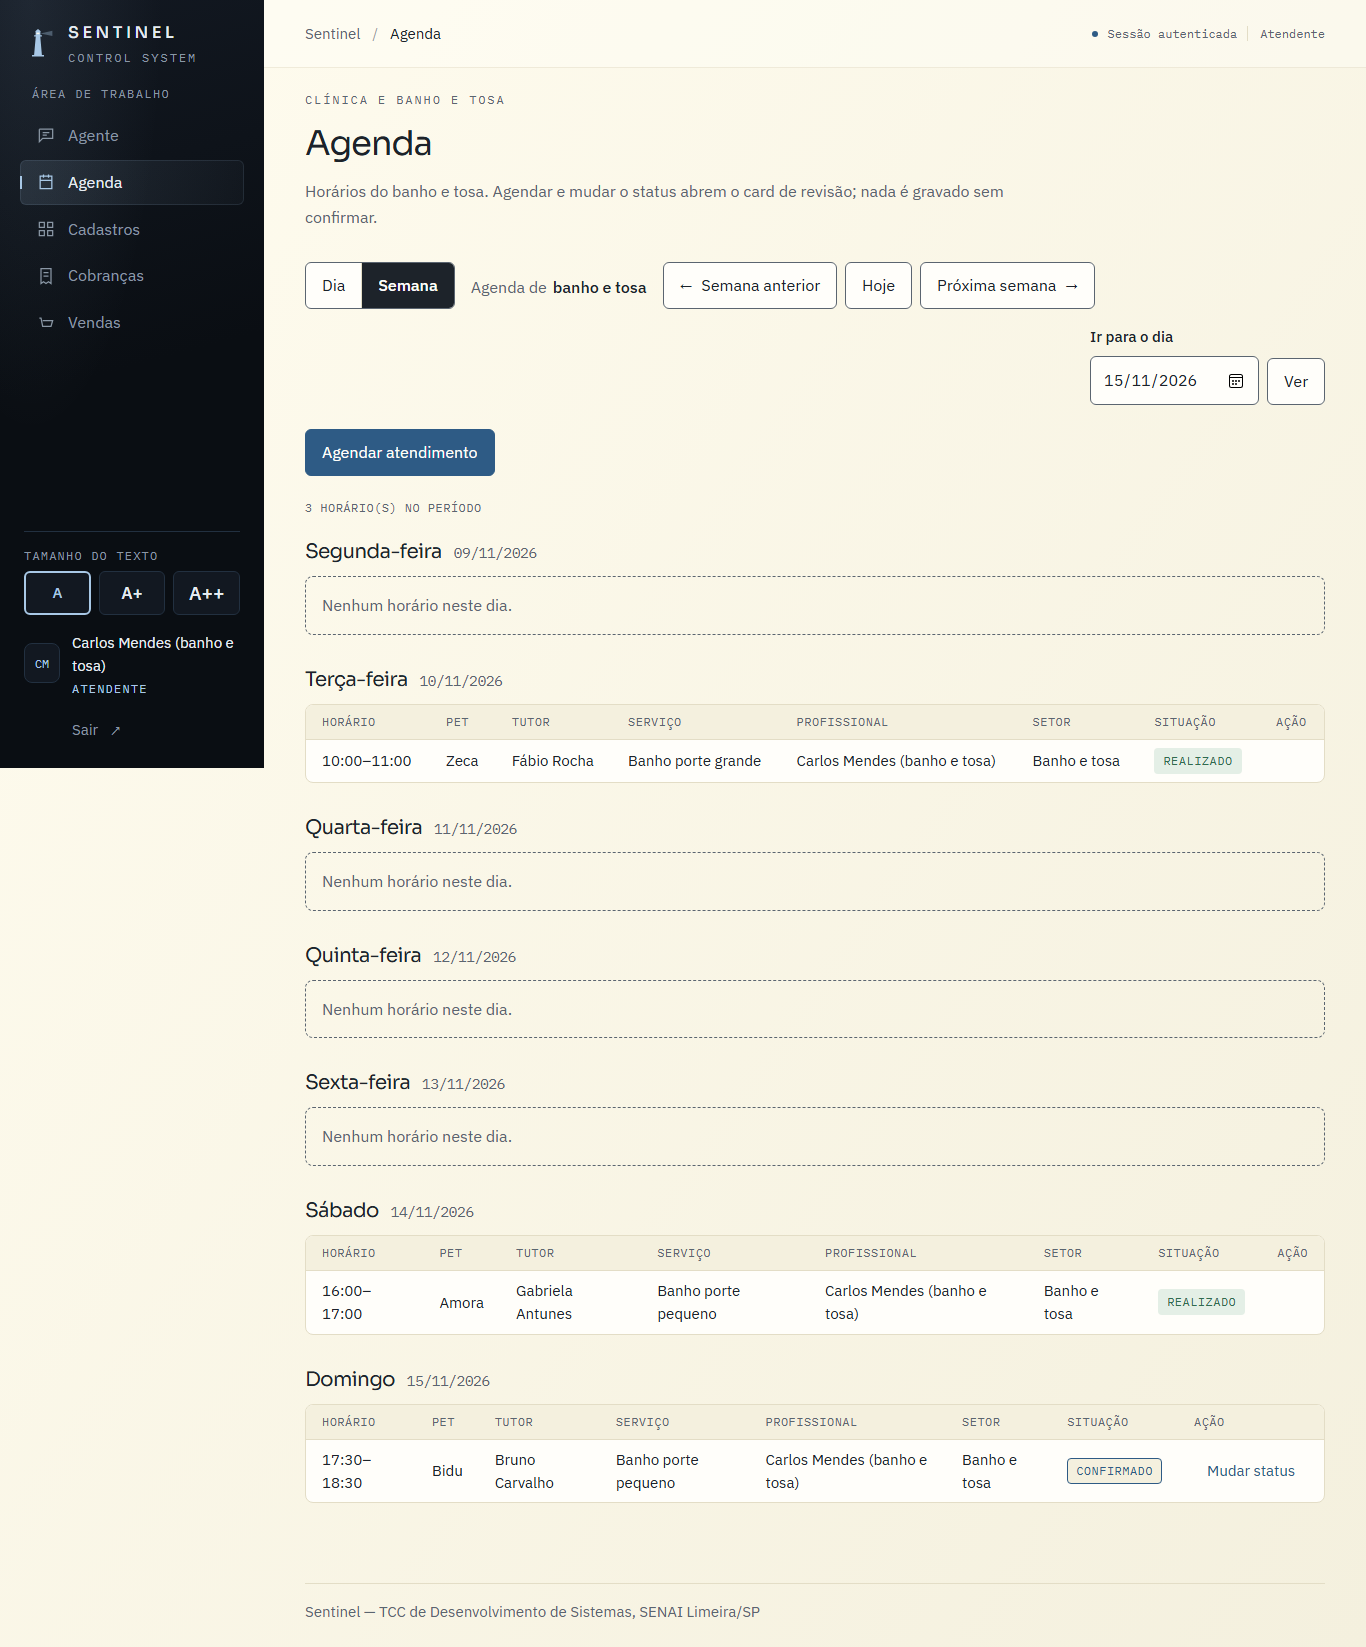 SENTINEL
CONTROL SYSTEM
ÁREA DE TRABALHO
Agente
Agenda
Cadastros
Cobranças
Vendas
TAMANHO DO TEXTO
A A+ A++
CM
Carlos Mendes (banho e
tosa)
ATENDENTE
Sair ↗
Sentinel / Agenda
Sessão autenticada Atendente
CLÍNICA E BANHO E TOSA
Agenda
Horários do banho e tosa. Agendar e mudar o status abrem o card de revisão; nada é gravado sem
confirmar.
Dia Semana Agenda de banho e tosa ← Semana anterior Hoje Próxima semana →
Ir para o dia
15/11/2026 Ver
Agendar atendimento
3 HORÁRIO(S) NO PERÍODO
Segunda-feira 09/11/2026
Nenhum horário neste dia.
Terça-feira 10/11/2026
HORÁRIO PET TUTOR SERVIÇO PROFISSIONAL SETOR SITUAÇÃO AÇÃO
10:00–11:00 Zeca Fábio Rocha Banho porte grande Carlos Mendes (banho e tosa) Banho e tosa REALIZADO
Quarta-feira 11/11/2026
Nenhum horário neste dia.
Quinta-feira 12/11/2026
Nenhum horário neste dia.
Sexta-feira 13/11/2026
Nenhum horário neste dia.
Sábado 14/11/2026
HORÁRIO PET TUTOR SERVIÇO PROFISSIONAL SETOR SITUAÇÃO AÇÃO
16:00– Gabriela Banho porte Carlos Mendes (banho e Banho e
Amora REALIZADO
17:00 Antunes pequeno tosa) tosa
Domingo 15/11/2026
HORÁRIO PET TUTOR SERVIÇO PROFISSIONAL SETOR SITUAÇÃO AÇÃO
17:30– Bruno Banho porte Carlos Mendes (banho e Banho e
Bidu CONFIRMADO Mudar status
18:30 Carvalho pequeno tosa) tosa
Sentinel — TCC de Desenvolvimento de Sistemas, SENAI Limeira/SP